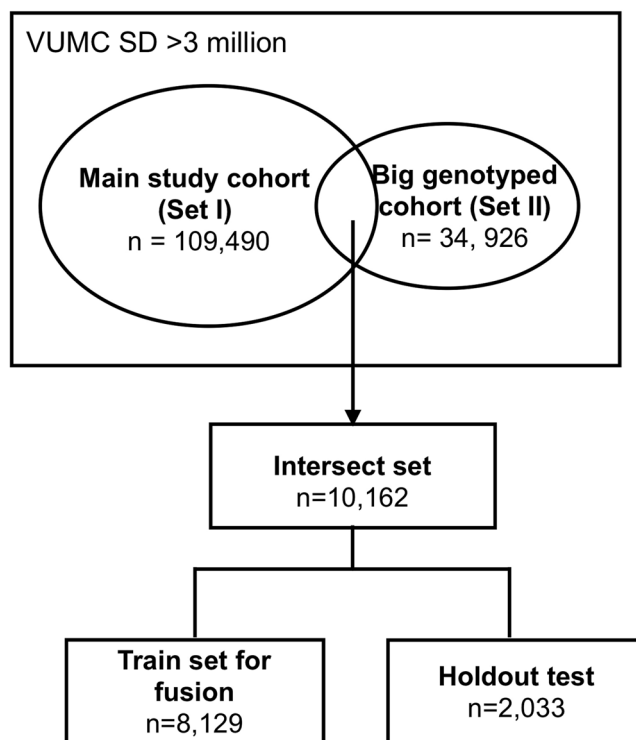 VUMC SD >3 million
Main study cohort
(Set I)
n = 109,490
Big genotyped
cohort (Set II)
n= 34, 926
Intersect set
n=10,162
Train set for
fusion
n=8,129
Holdout test
n=2,033